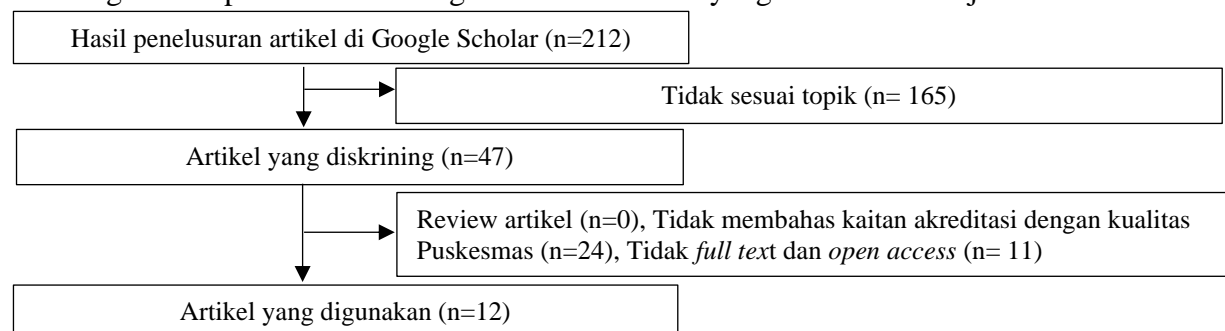 Hasil penelusuran artikel di Google Scholar (n=212)
Tidak sesuai topik (n= 165)
Artikel yang diskrining (n=47)
Review artikel (n=0), Tidak membahas kaitan akreditasi dengan kualitas
Puskesmas (n=24), Tidak full text dan open access (n= 11)
Artikel yang digunakan (n=12)